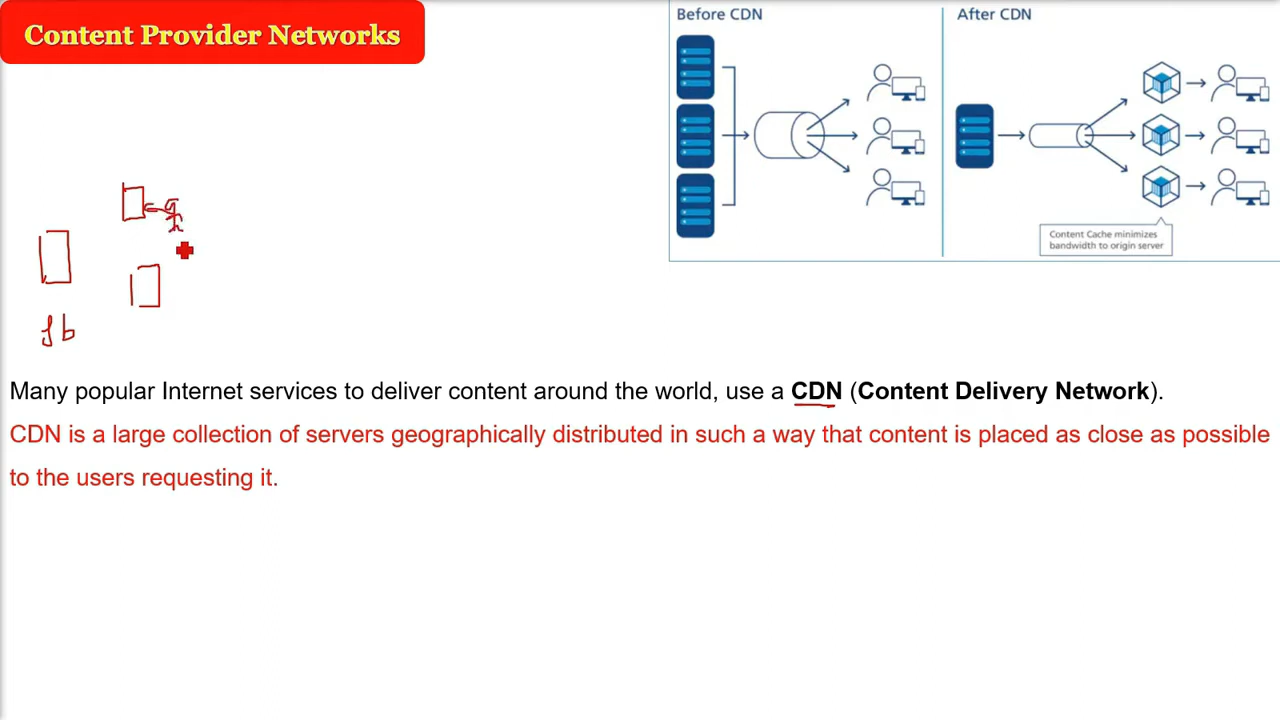 Content Provider Networks
Before CDN
After CDN
Content Cache minimizes
bandwidth to origin server
fb
Many popular Internet services to deliver content around the world, use a CDN (Content Delivery Network).
CDN is a large collection of servers geographically distributed in such a way that content is placed as close as possible
to the users requesting it.